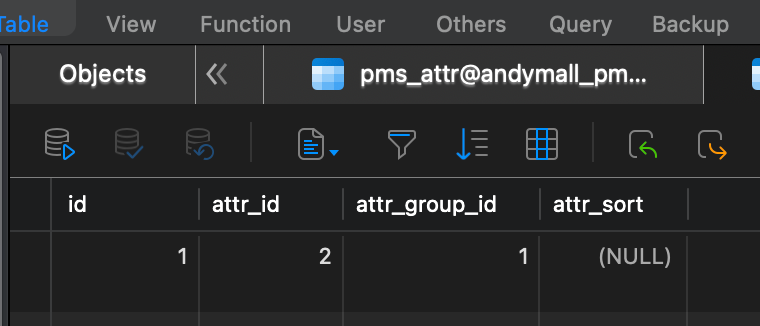 Table View Function User Others Query Backup
Objects pms_attr@andymall_pm...
id attr_id attr_group_id attr_sort
1 2 1 (NULL)